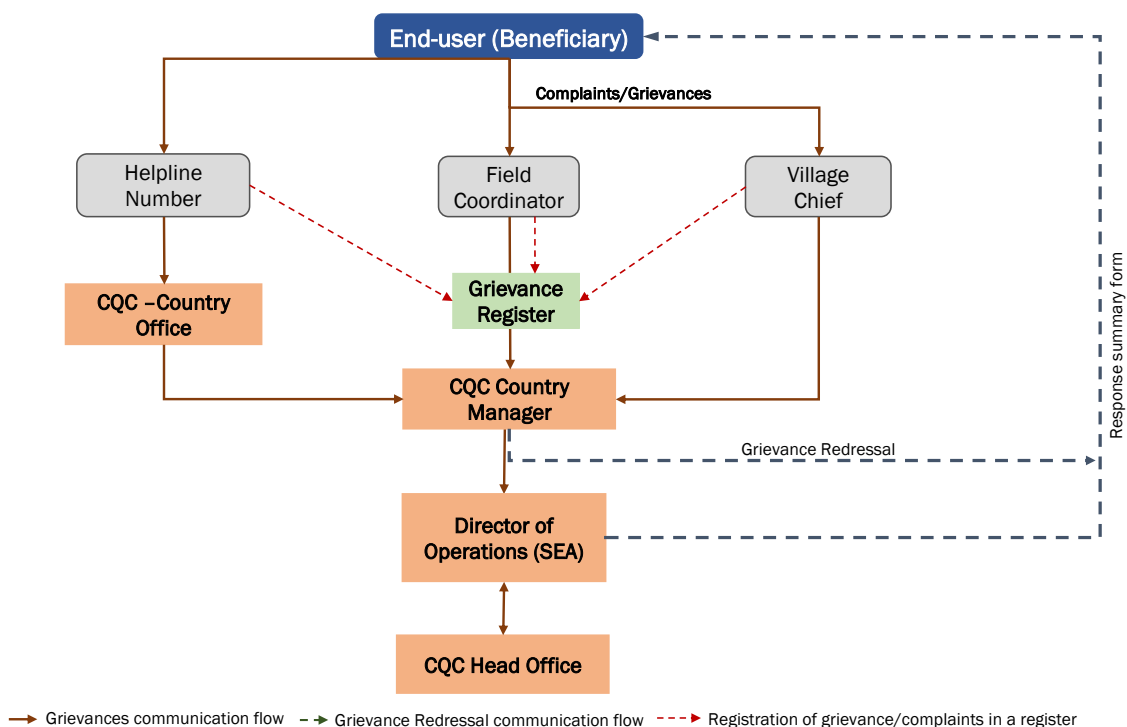 End-user (Beneficiary)
Complaints/Grievances
Helpline
Number
Field
Coordinator
Village
Chief
Grievance
Register
CQC –Country
Office
CQC Country
Manager
Grievance Redressal
Response summary form
Director of
Operations (SEA)
CQC Head Office
Grievances communication flow
Grievance Redressal communication flow
Registration of grievance/complaints in a register